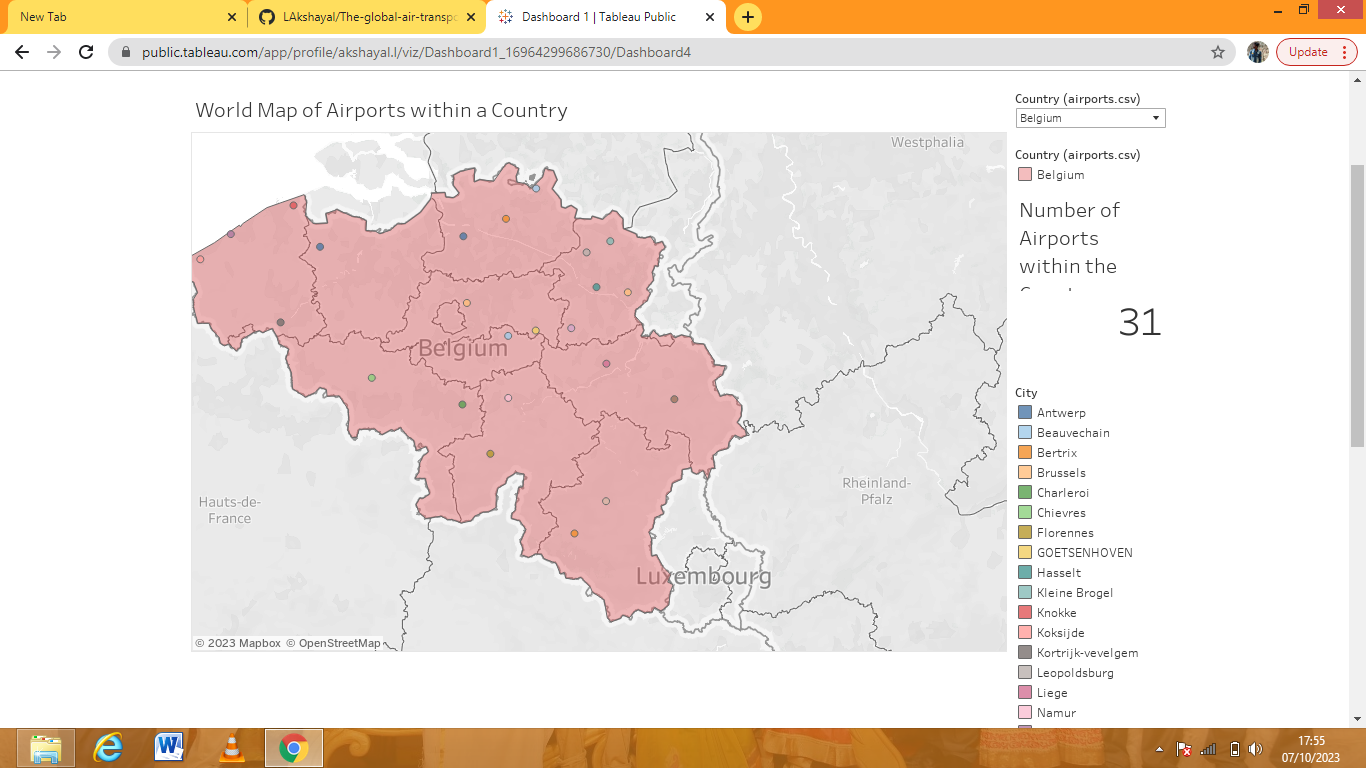 New Tab
LAkshayal/The-global-air-transpo
Dashboard 1 | Tableau Public
public.tableau.com/app/profile/akshayal.l/viz/Dashboard1_16964299686730/Dashboard4
Update
World Map of Airports within a Country
Westphalia
Belgium
Hauts-de-
France
Rheinland-
Pfalz
Luxembourg
© 2023 Mapbox © OpenStreetMap
Country (airports.csv)
Belgium
Country (airports.csv)
Belgium
Number of
Airports
within the
31
City
Antwerp
Beauvechain
Bertrix
Brussels
Charleroi
Chievres
Florennes
GOETSENHOVEN
Hasselt
Kleine Brogel
Knokke
Koksijde
Kortrijk-vevelgem
Leopoldsburg
Liege
Namur
17:55
07/10/2023